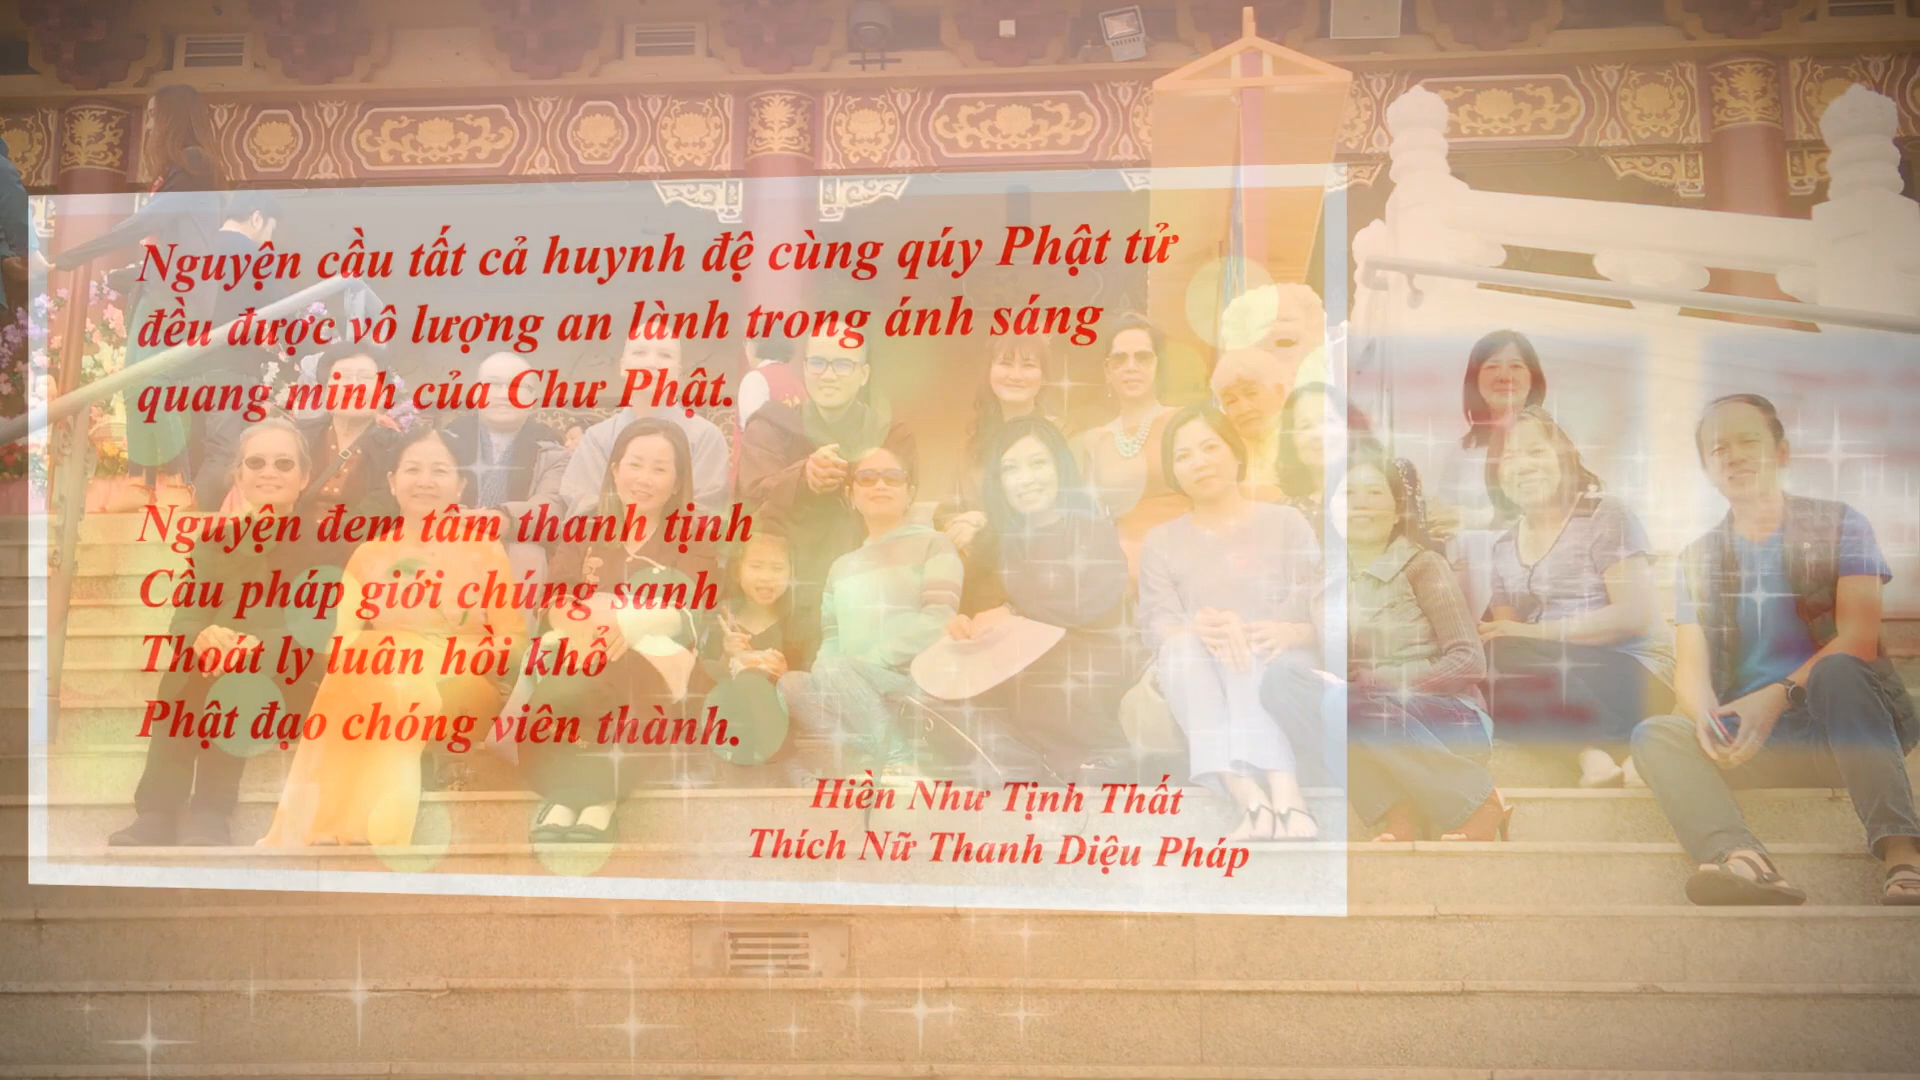 Nguyện cầu tất cả huynh đệ cùng qúy Phật tử
đều được vô lượng an lành trong ánh sáng
quang minh của Chư Phật.
Nguyện đem tâm thanh tịnh
Cầu pháp giới chúng sanh
Thoát ly luân hồi khổ
Phật đạo chóng viên thành.
Hiền Như Tịnh Thất
Thích Nữ Thanh Diệu Pháp